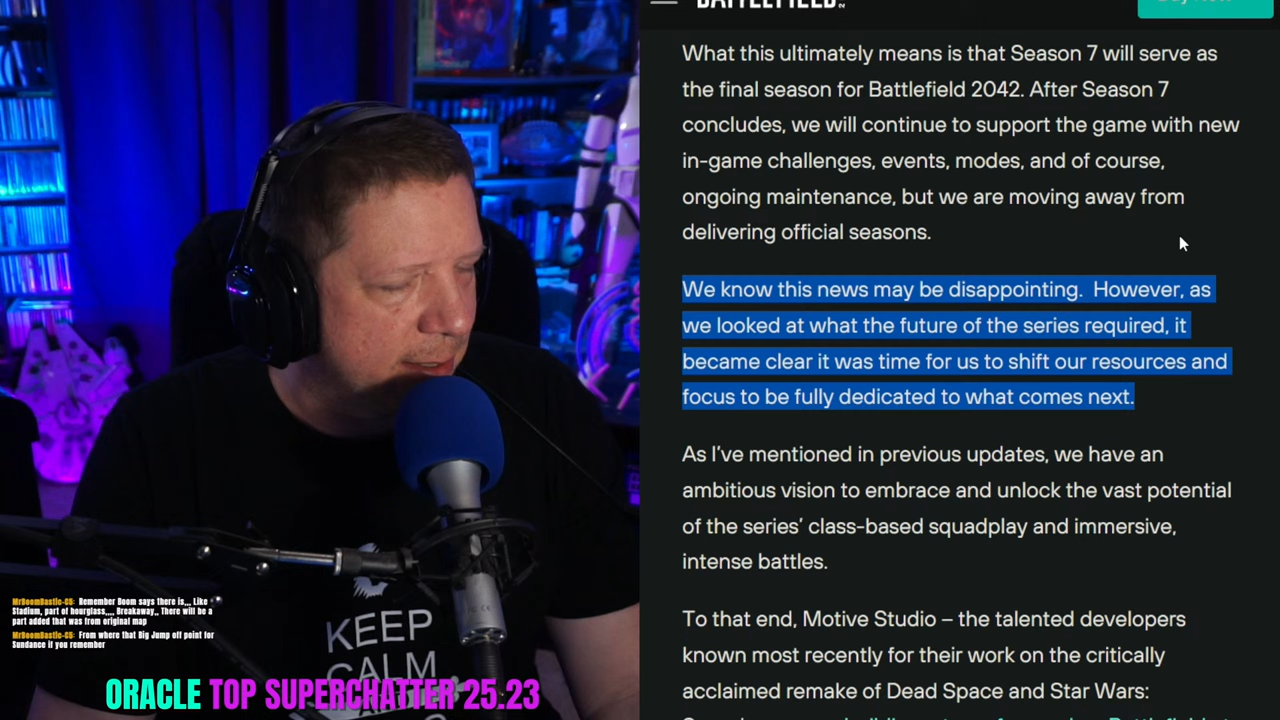 BATTLEFIELD
Buy Now
What this ultimately means is that Season 7 will serve as
the final season for Battlefield 2042. After Season 7
concludes, we will continue to support the game with new
in-game challenges, events, modes, and of course,
ongoing maintenance, but we are moving away from
delivering official seasons.
We know this news may be disappointing.  However, as
we looked at what the future of the series required, it
became clear it was time for us to shift our resources and
focus to be fully dedicated to what comes next.
As I've mentioned in previous updates, we have an
ambitious vision to embrace and unlock the vast potential
of the series' class-based squadplay and immersive,
intense battles.
To that end, Motive Studio – the talented developers
known most recently for their work on the critically
acclaimed remake of Dead Space and Star Wars:
MrBoomBastic-CG: Remember Boom says there is,,, Like
Stadium, part of hourglass,,,, Breakaway,, There will be a
part added that was from original map
MrBoomBastic-CG: From where that Big Jump off point for
Sundance if you remember
KEEP
CALM
ORACLE TOP SUPERCHATTER 25.23